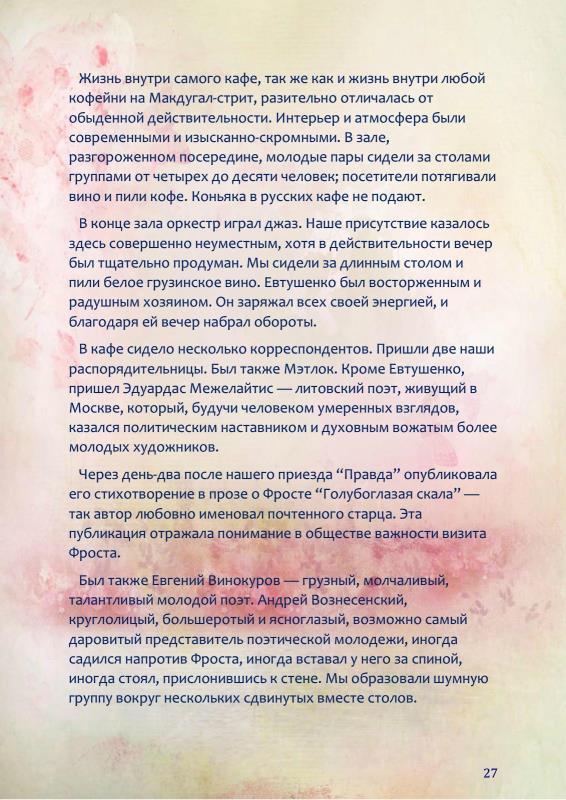 Жизнь внутри самого кафе, так же как и жизнь внутри любой
кофейни на Макдугал-стрит, разительно отличалась от
обыденной действительности. Интерьер и атмосфера были
современными и изысканно-скромными. В зале,
разгороженном посередине, молодые пары сидели за столами
группами от четырех до десяти человек; посетители потягивали
вино и пили кофе. Коньяка в русских кафе не подают.
В конце зала оркестр играл джаз. Наше присутствие казалось
здесь совершенно неуместным, хотя в действительности вечер
был тщательно продуман. Мы сидели за длинным столом и
пили белое грузинское вино. Евтушенко был восторженным и
радушным хозяином. Он заряжал всех своей энергией, и
благодаря ей вечер набрал обороты.
В кафе сидело несколько корреспондентов. Пришли две наши
распорядительницы. Был также Мэтлок. Кроме Евтушенко,
пришел Эдуардас Межелайтис — литовский поэт, живущий в
Москве, который, будучи человеком умеренных взглядов,
казался политическим наставником и духовным вожатым более
молодых художников.
Через день-два после нашего приезда “Правда” опубликовала
его стихотворение в прозе о Фросте “Голубоглазая скала” —
так автор любовно именовал почтенного старца. Эта
публикация отражала понимание в обществе важности визита
Фроста.
Был также Евгений Винокуров — грузный, молчаливый,
талантливый молодой поэт. Андрей Вознесенский,
круглолицый, большеротый и ясноглазый, возможно самый
даровитый представитель поэтической молодежи, иногда
садился напротив Фроста, иногда вставал у него за спиной,
иногда стоял, прислонившись к стене. Мы образовали шумную
группу вокруг нескольких сдвинутых вместе столов.
27